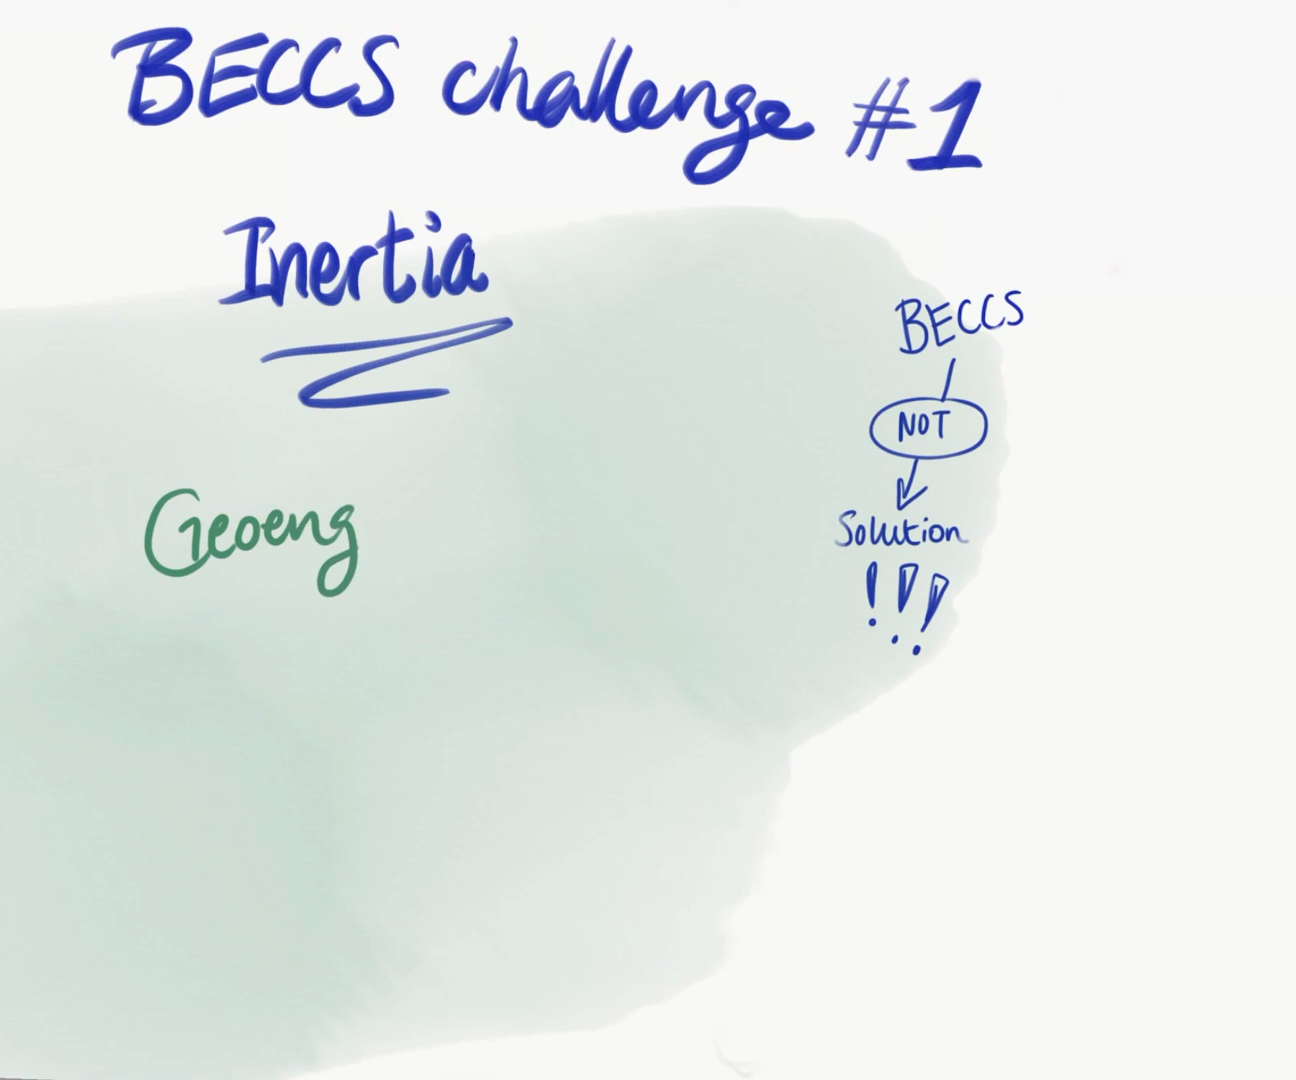 BECCS challenge #1
Inertia
Geoeng
BECCS
NOT
Solution
!!!